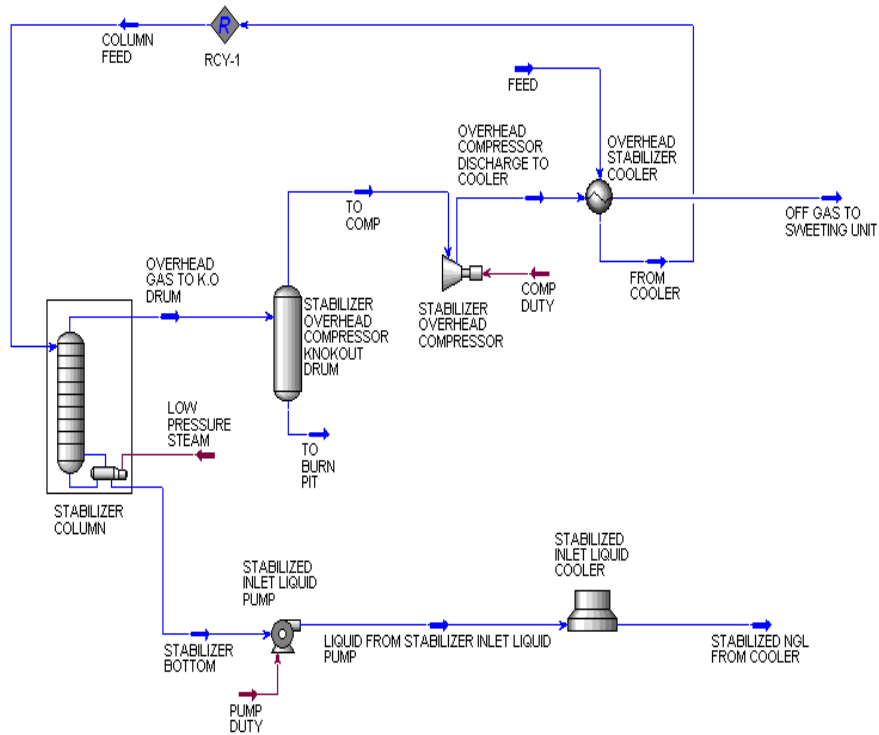 COLUMN
FEED
R
RCY-1
FEED
OVERHEAD
COMPRESSOR
DISCHARGE TO
COOLER
OVERHEAD
STABILIZER
COOLER
TO
COMP
OFF GAS TO
SWEETING UNIT
OVERHEAD
GAS TO K.O
DRUM
STABILIZER
OVERHEAD
COMPRESSOR
KNOKOUT
DRUM
STABILIZER
OVERHEAD
COMPRESSOR
COMP
DUTY
FROM
COOLER
LOW
PRESSURE
STEAM
TO
BURN
PIT
STABILIZER
COLUMN
STABILIZED
INLET LIQUID
PUMP
STABILIZED
INLET LIQUID
COOLER
STABILIZER
BOTTOM
LIQUID FROM STABILIZER INLET LIQUID
PUMP
STABILIZED NGL
FROM COOLER
PUMP
DUTY